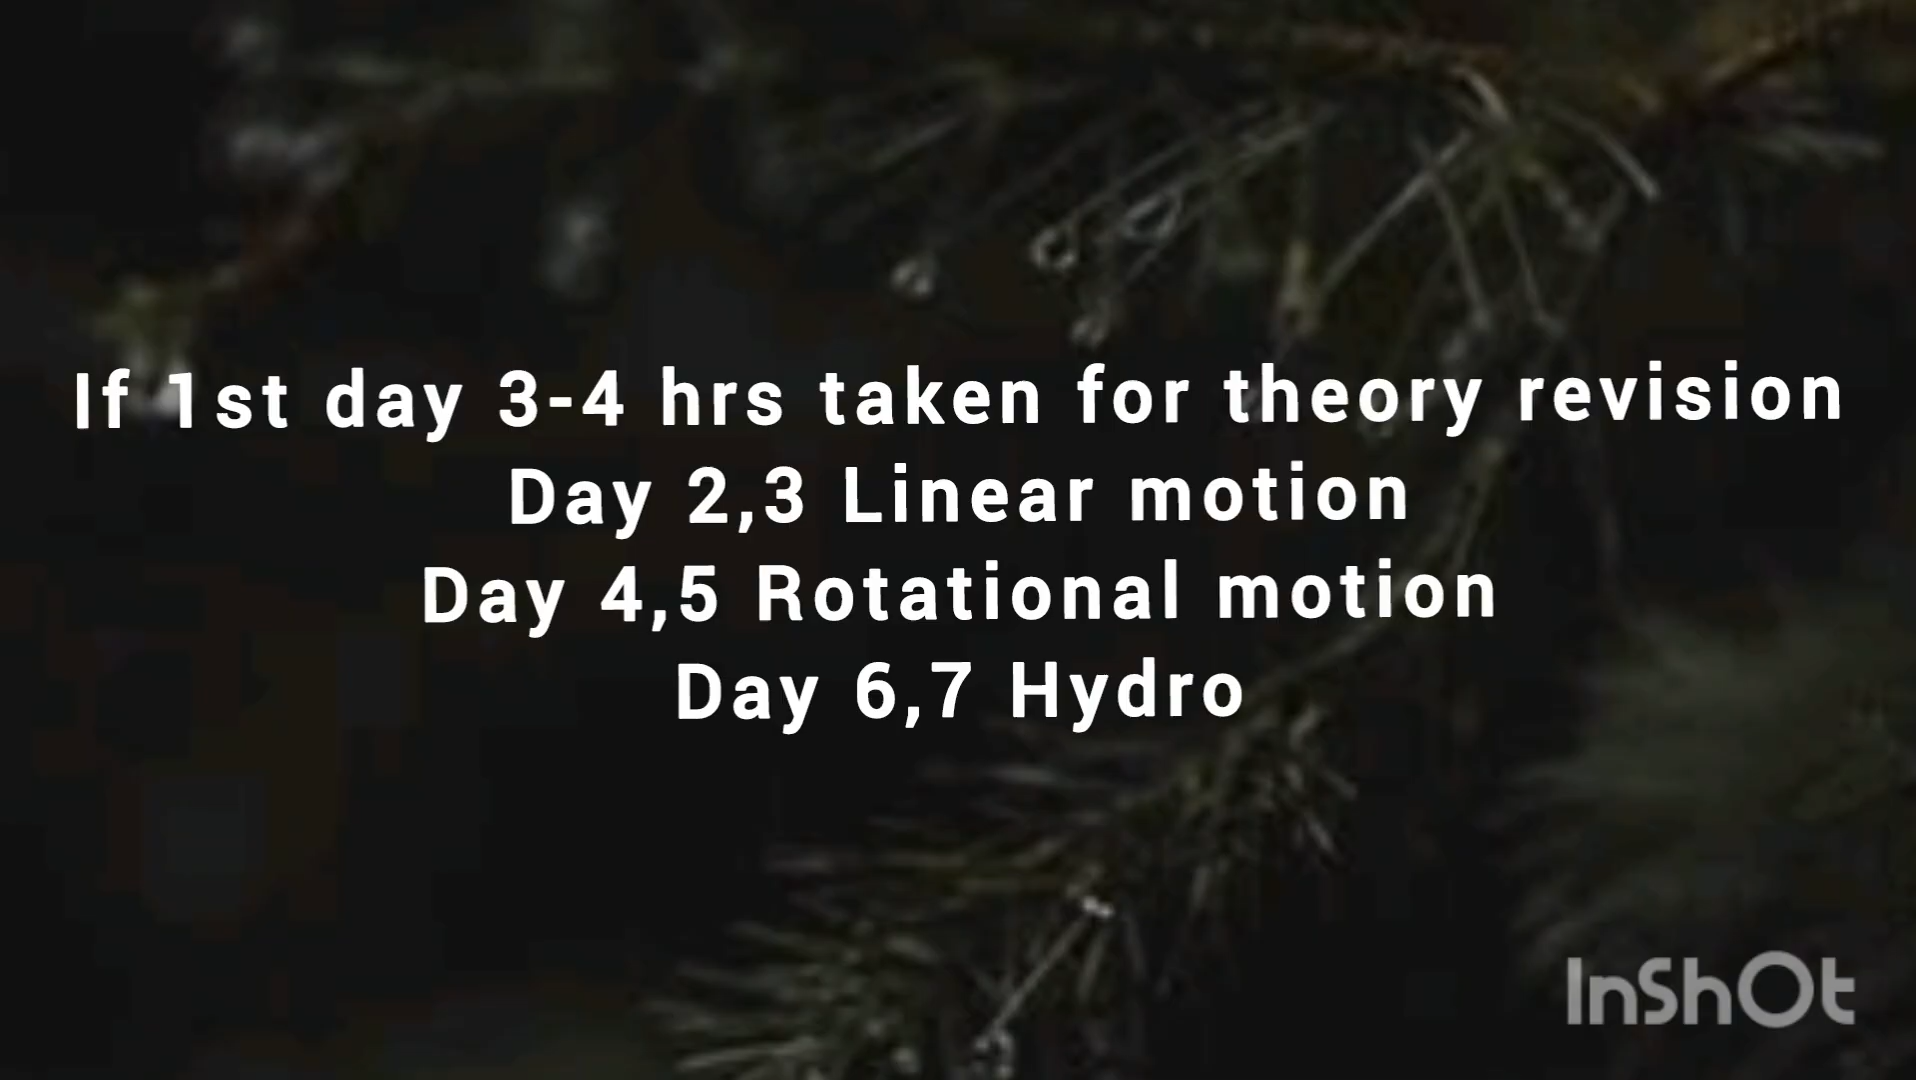 If 1st day 3-4 hrs taken for theory revision
Day 2,3 Linear motion
Day 4,5 Rotational motion
Day 6,7 Hydro
InShOt